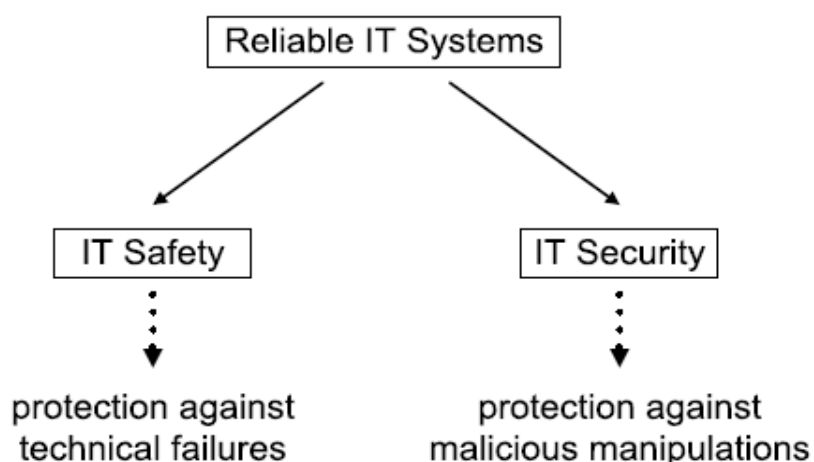 Reliable IT Systems
IT Safety
IT Security
protection against
technical failures
protection against
malicious manipulations